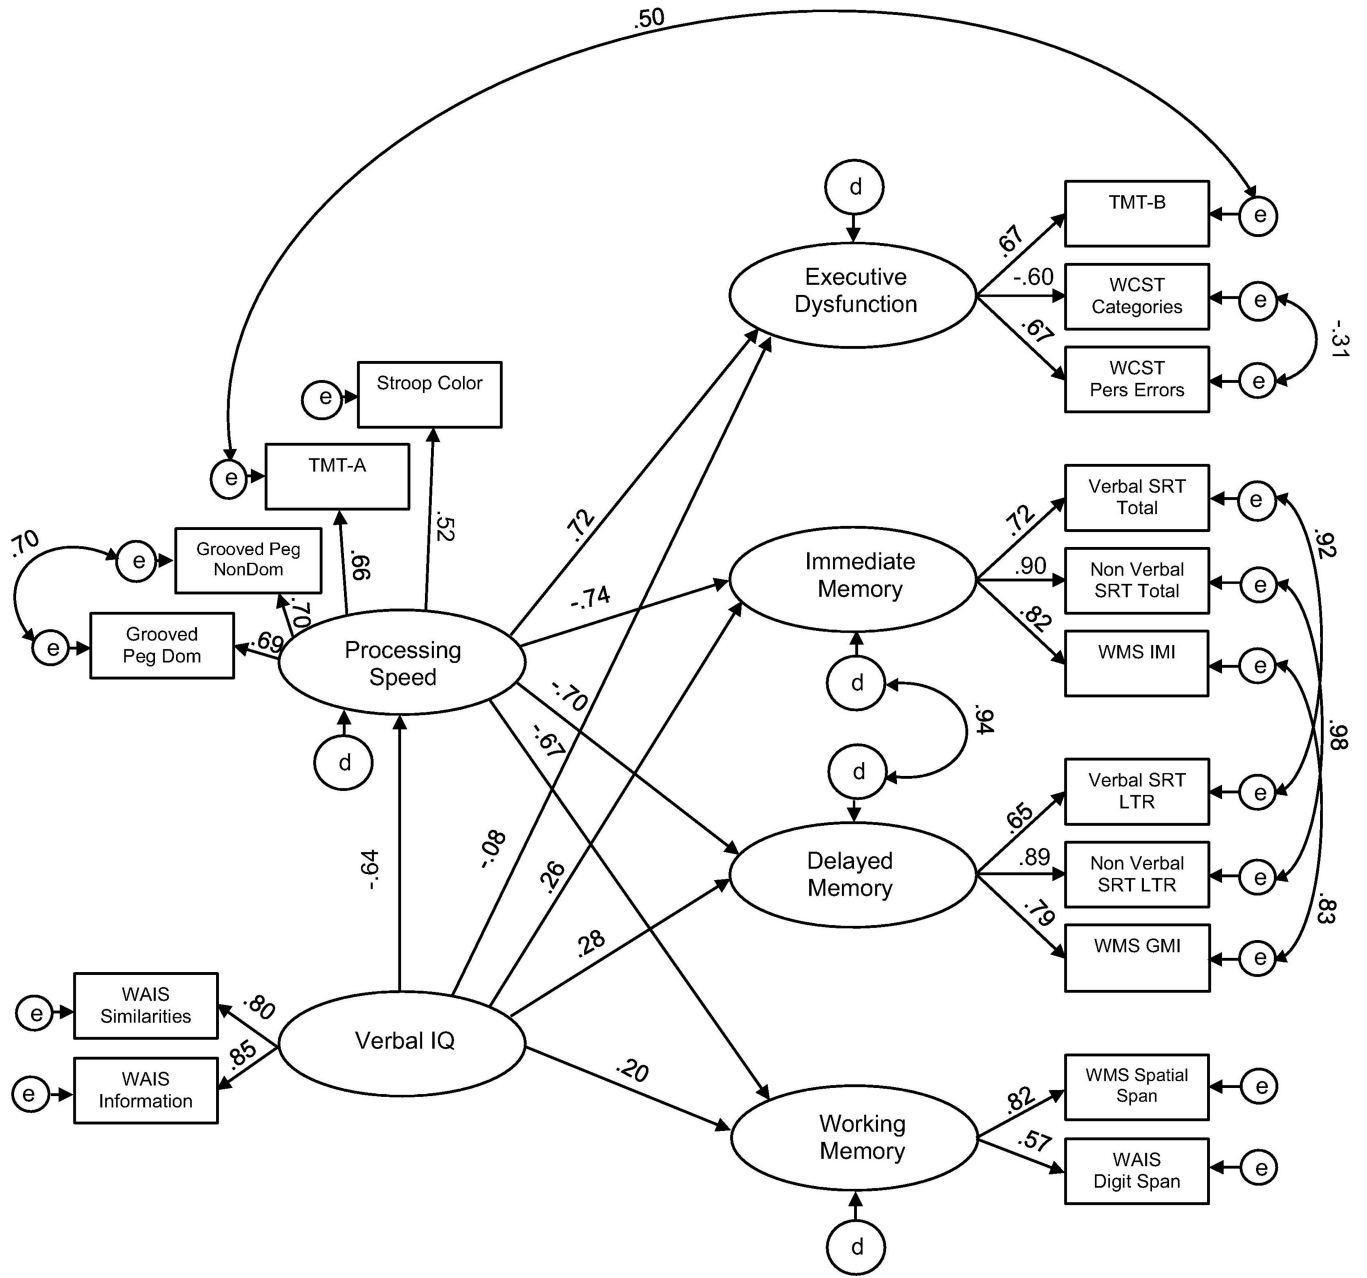 .50
d
TMT-B
e
Executive
Dysfunction
.67
-.60
.67
WCST
Categories
e
-.31
WCST
Pers Errors
e
e
Stroop Color
e
TMT-A
.52
.66
.70
e
Grooved Peg
NonDom
.70
e
Grooved
Peg Dom
.69
Processing
Speed
d
.72
-.74
-.70
-.67
Immediate
Memory
d
.94
d
.72
.90
.82
Verbal SRT
Total
e
.92
Non Verbal
SRT Total
e
WMS IMI
e
.98
Delayed
Memory
.65
.89
.79
Verbal SRT
LTR
e
Non Verbal
SRT LTR
e
.83
WMS GMI
e
-.64
-.08
.26
.28
.20
e
WAIS
Similarities
.80
e
WAIS
Information
.85
Verbal IQ
Working
Memory
d
.82
.57
WMS Spatial
Span
e
WAIS
Digit Span
e